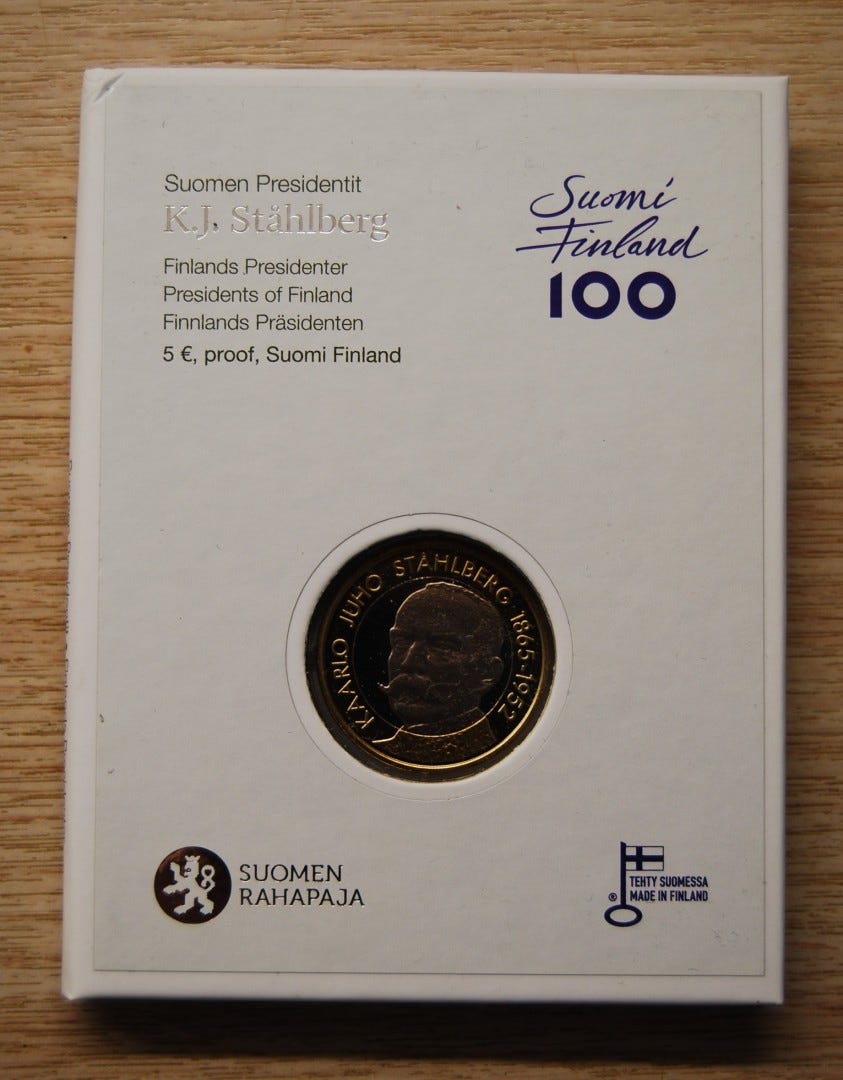 Suomen Presidentit
K.J. Ståhlberg
Finlands Presidenter
Presidents of Finland
Finnlands Präsidenten
5 €, proof, Suomi Finland
Suomi
Finland
100
KAARLO JUHO STÅHLBERG 1865-1952
SUOMEN
RAHAPAJA
®
TEHTY SUOMESSA
MADE IN FINLAND